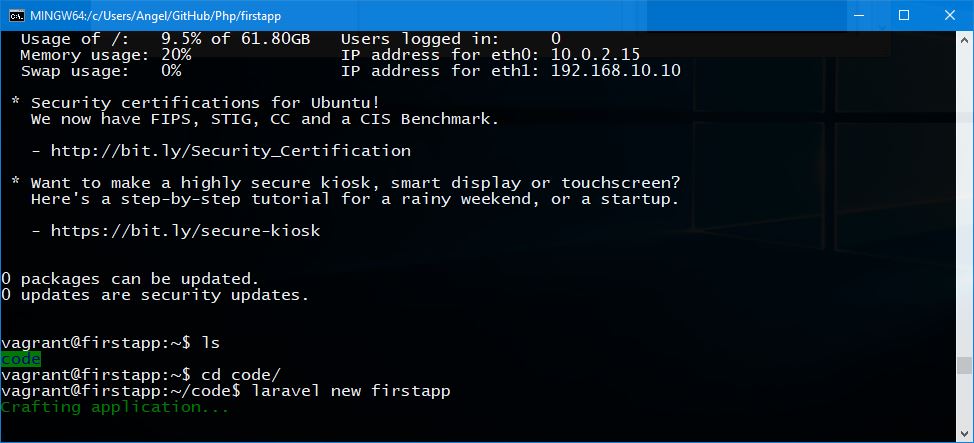 MINGW64:/c/Users/Angel/GitHub/Php/firstapp
Usage of /:   9.5% of 61.80GB   Users logged in:     0
Memory usage: 20%               IP address for eth0: 10.0.2.15
Swap usage:   0%                IP address for eth1: 192.168.10.10
* Security certifications for Ubuntu!
We now have FIPS, STIG, CC and a CIS Benchmark.
- http://bit.ly/Security_Certification
* Want to make a highly secure kiosk, smart display or touchscreen?
Here's a step-by-step tutorial for a rainy weekend, or a startup.
- https://bit.ly/secure-kiosk
0 packages can be updated.
0 updates are security updates.
vagrant@firstapp:~$ ls
code
vagrant@firstapp:~$ cd code/
vagrant@firstapp:~/code$ laravel new firstapp
Crafting application...